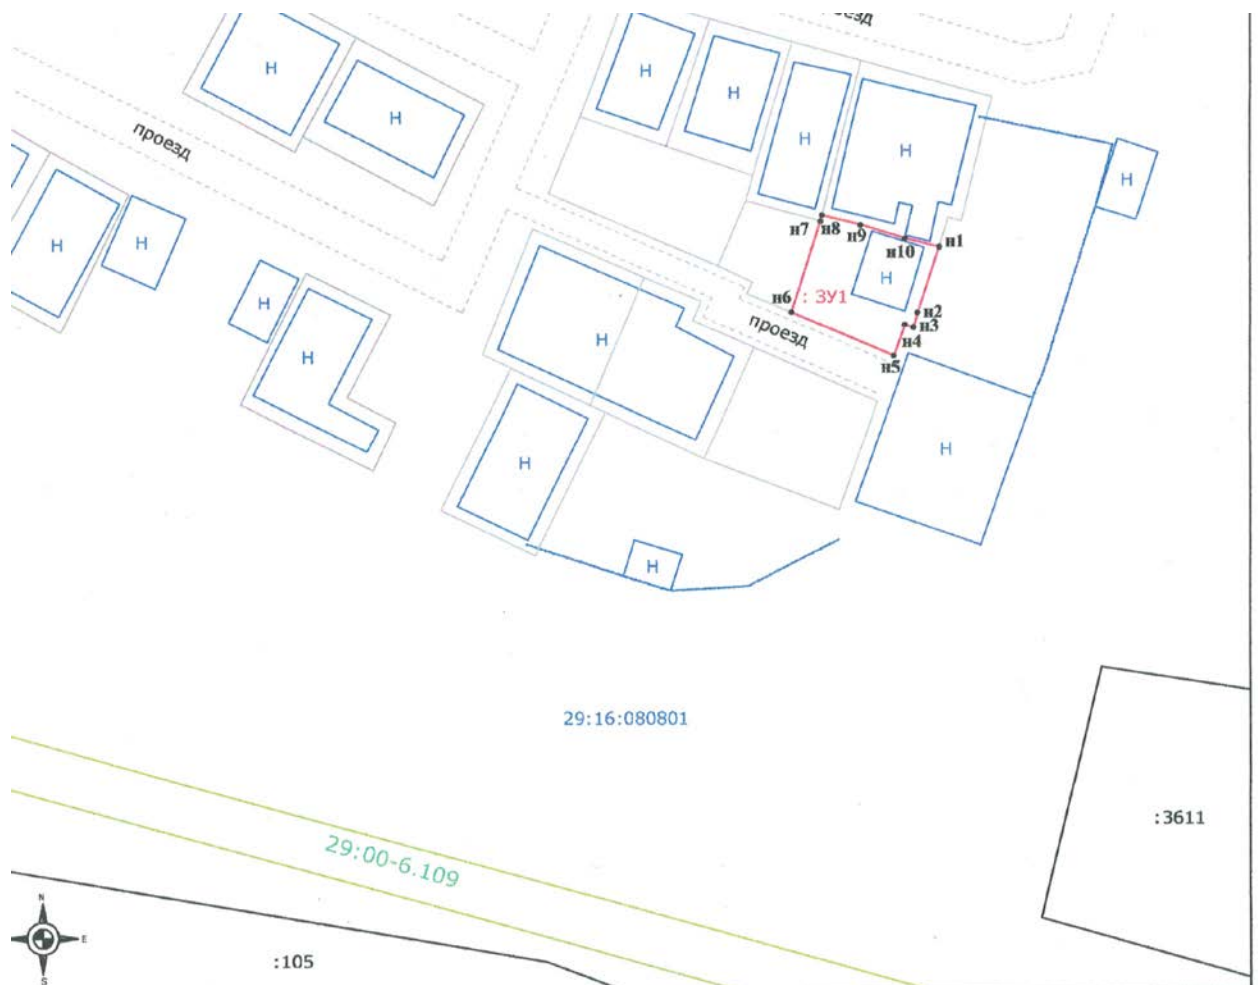 проезд
Н
Н
Н
Н
Н
Н
Н
Н
проезд
Н
Н
н7
н8
н9
н10
н1
Н
Н
н6
: ЗУ1
н2
н3
н4
н5
проезд
Н
Н
Н
Н
Н
29:16:080801
:3611
29:00-6.109
N
E
S
:105